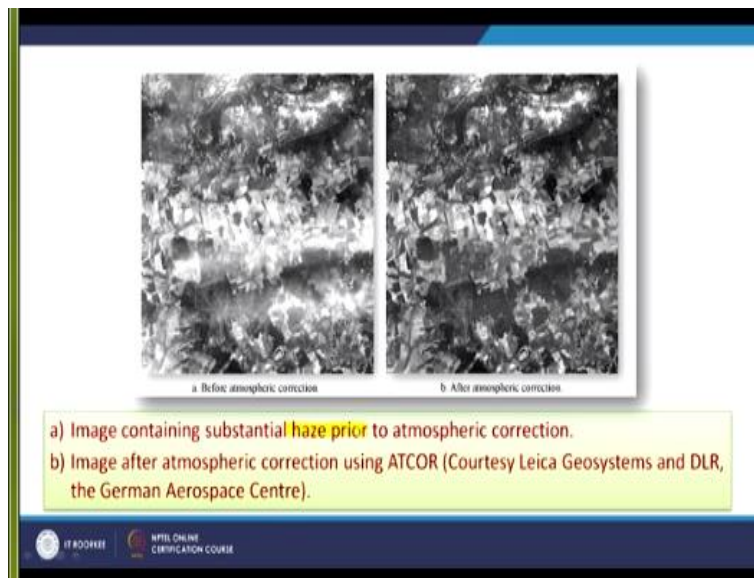 a. Before atmospheric correction.
b. After atmospheric correction.
a) Image containing substantial haze prior to atmospheric correction.
b) Image after atmospheric correction using ATCOR (Courtesy Leica Geosystems and DLR,
the German Aerospace Centre).
IIT ROORKEE
NPTEL ONLINE
CERTIFICATION COURSE